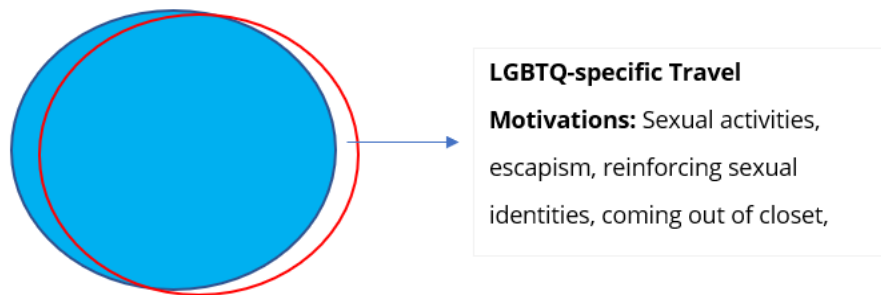 LGBTQ-specific Travel
Motivations: Sexual activities,
escapism, reinforcing sexual
identities, coming out of closet,